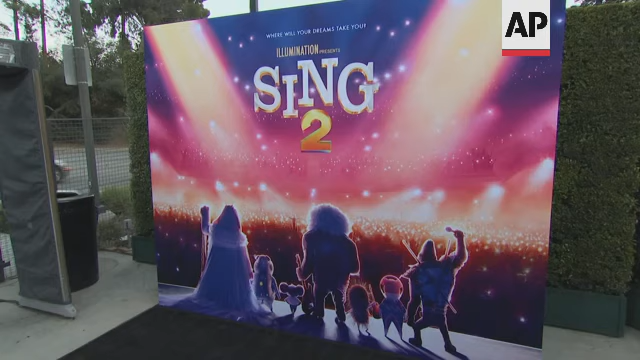 AP
WHERE WILL YOUR DREAMS TAKE YOU?
ILLUMINATION PRESENTS
SING
2